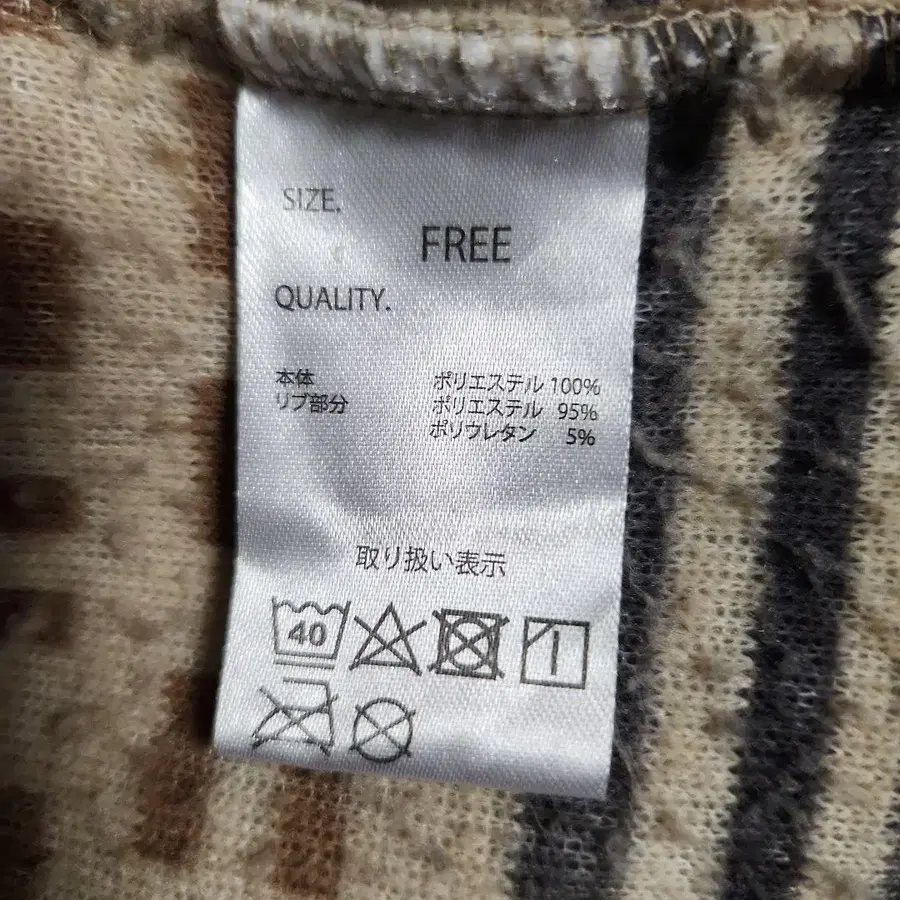 SIZE.
FREE
QUALITY.
本体 ポリエステル 100%
リブ部分 ポリエステル 95%
ポリウレタン 5%
取り扱い表示
40